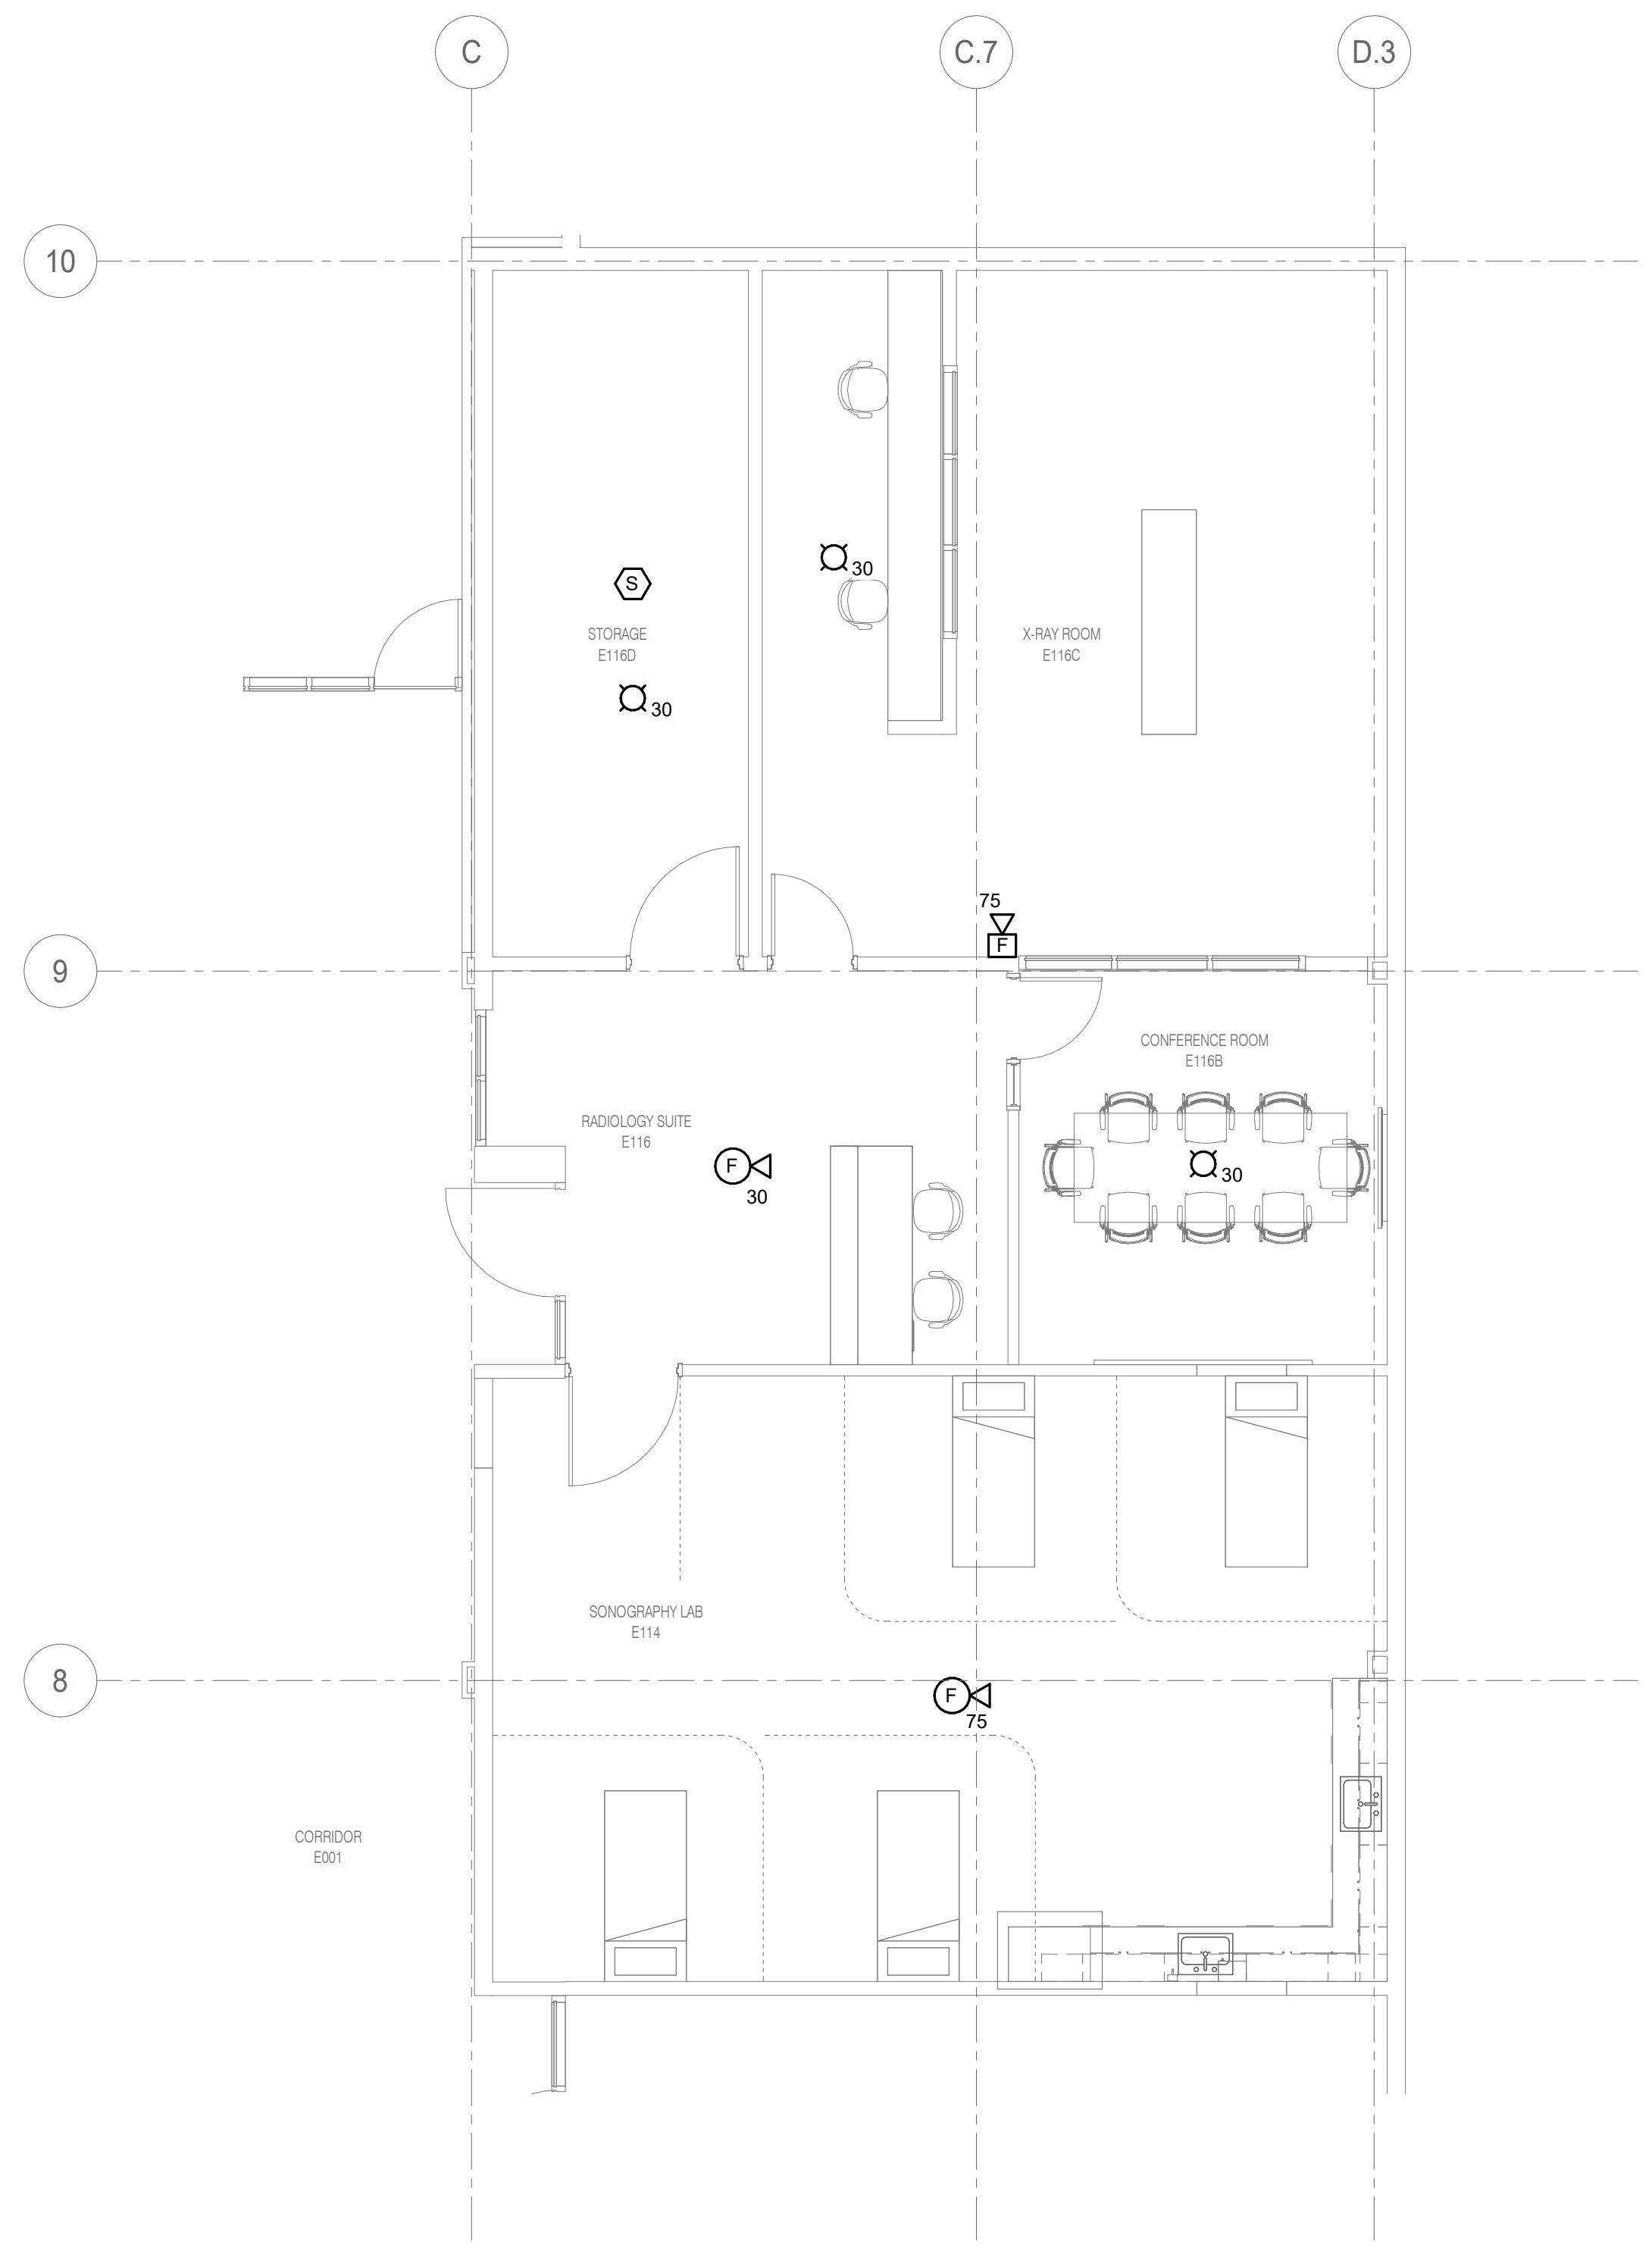 C
C.7
D.3
10
30
S
STORAGE
E116D
X-RAY ROOM
E116C
30
75
F
9
CONFERENCE ROOM
E116B
RADIOLOGY SUITE
E116
F
30
30
SONOGRAPHY LAB
E114
8
F
75
CORRIDOR
E001